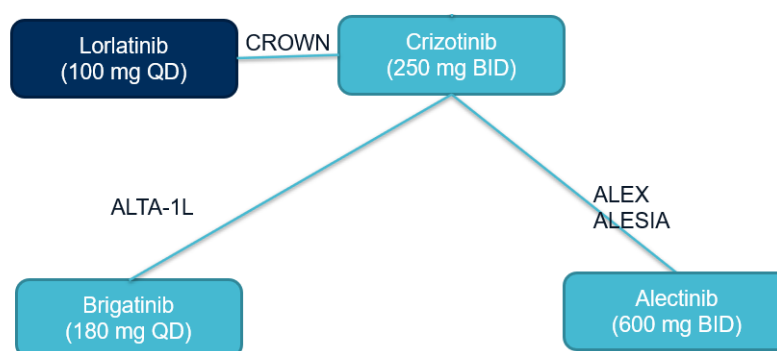 Lorlatinib
(100 mg QD)
CROWN
Crizotinib
(250 mg BID)
ALTA-1L
ALEX
ALESIA
Brigatinib
(180 mg QD)
Alectinib
(600 mg BID)